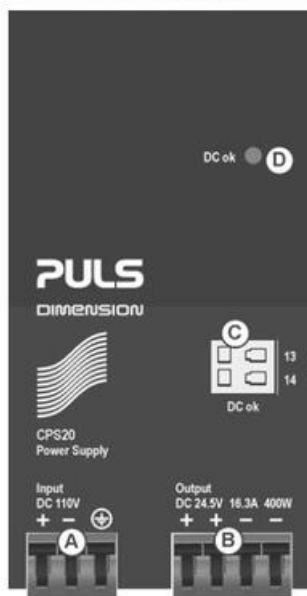 DC ok D
PULS
DIMENSION
C
13
14
DC ok
CPS20
Power Supply
Input
DC 110V
+ −
A
Output
DC 24.5V 16.3A 400W
+ + − −
B